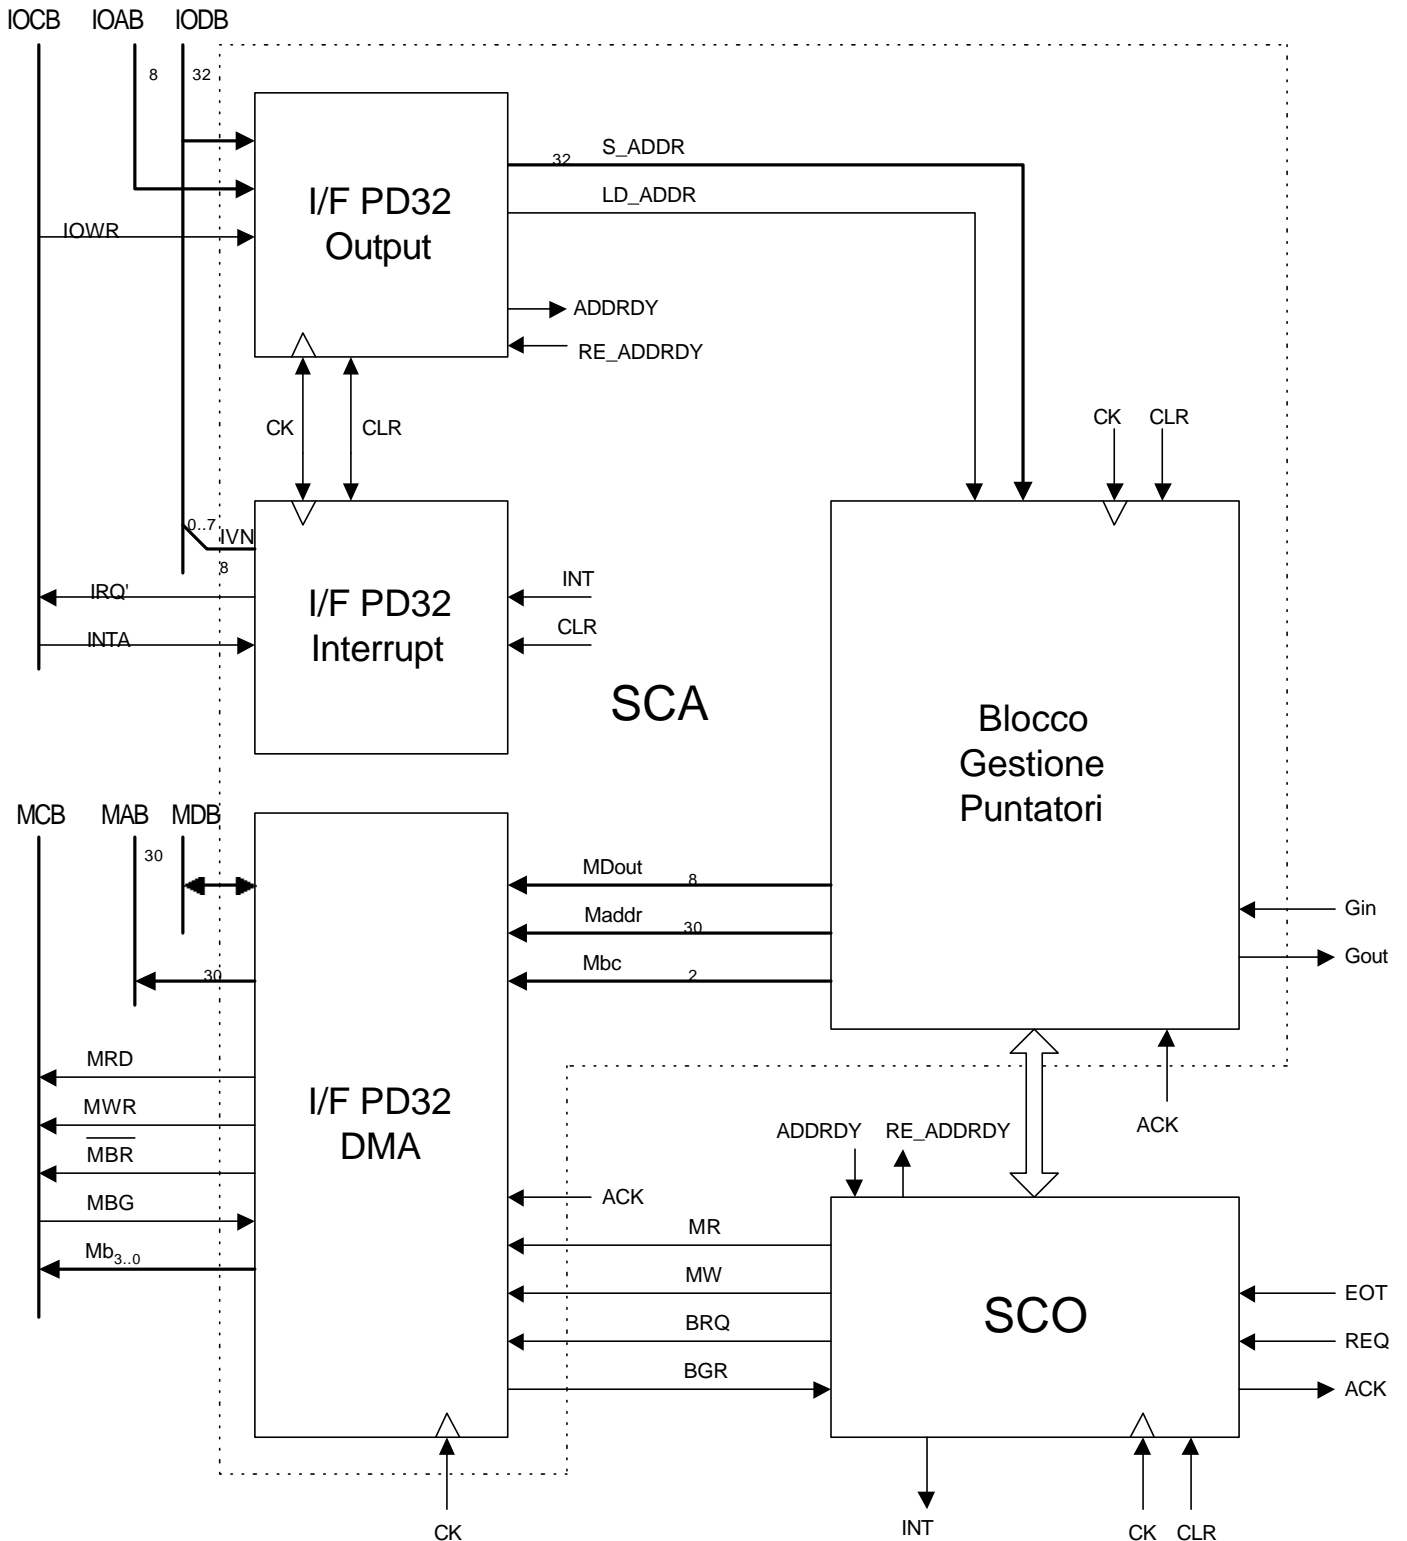 IOCB IOAB IODB
8 32
32 S_ADDR
I/F PD32
Output
LD_ADDR
IOWR
ADDRDY
RE_ADDRDY
CK CLR
CK CLR
0..7
IVN
8
I/F PD32
Interrupt
INT
IRQ'
CLR
INTA
SCA
Blocco
Gestione
Puntatori
MCB MAB MDB
30
MDout 8
Maddr 30
Mbc 2
Gin
Gout
30
MRD
MWR
MBR
MBG
Mb3..0
I/F PD32
DMA
ACK
ADDRDY RE_ADDRDY
ACK
MR
MW
BRQ
BGR
SCO
EOT
REQ
ACK
CK
INT
CK CLR